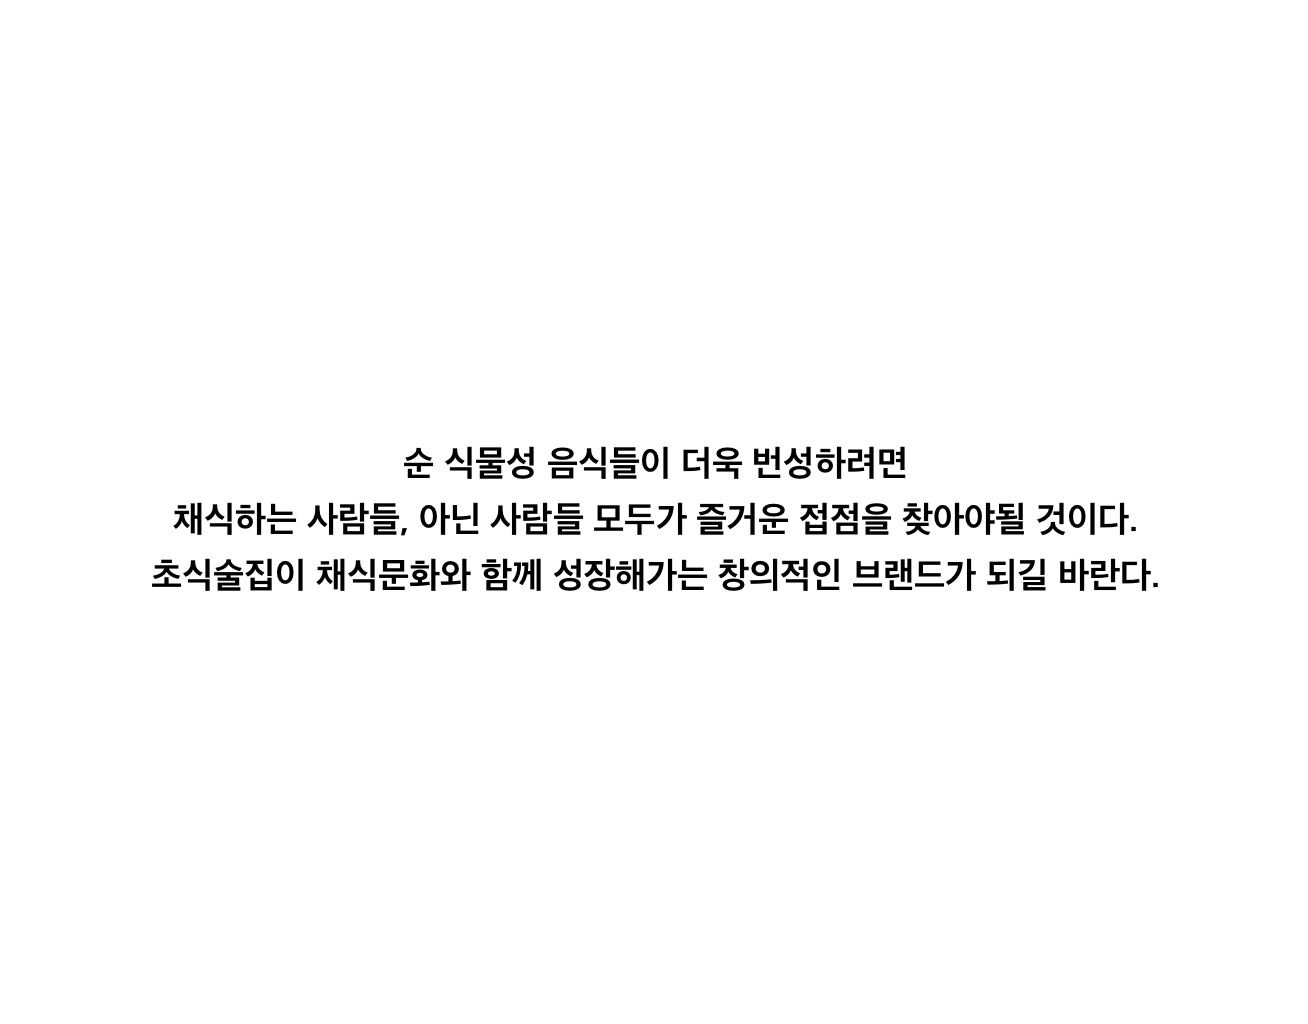 순 식물성 음식들이 더욱 번성하려면
채식하는 사람들, 아닌 사람들 모두가 즐거운 접점을 찾아야될 것이다.
초식술집이 채식문화와 함께 성장해가는 창의적인 브랜드가 되길 바란다.